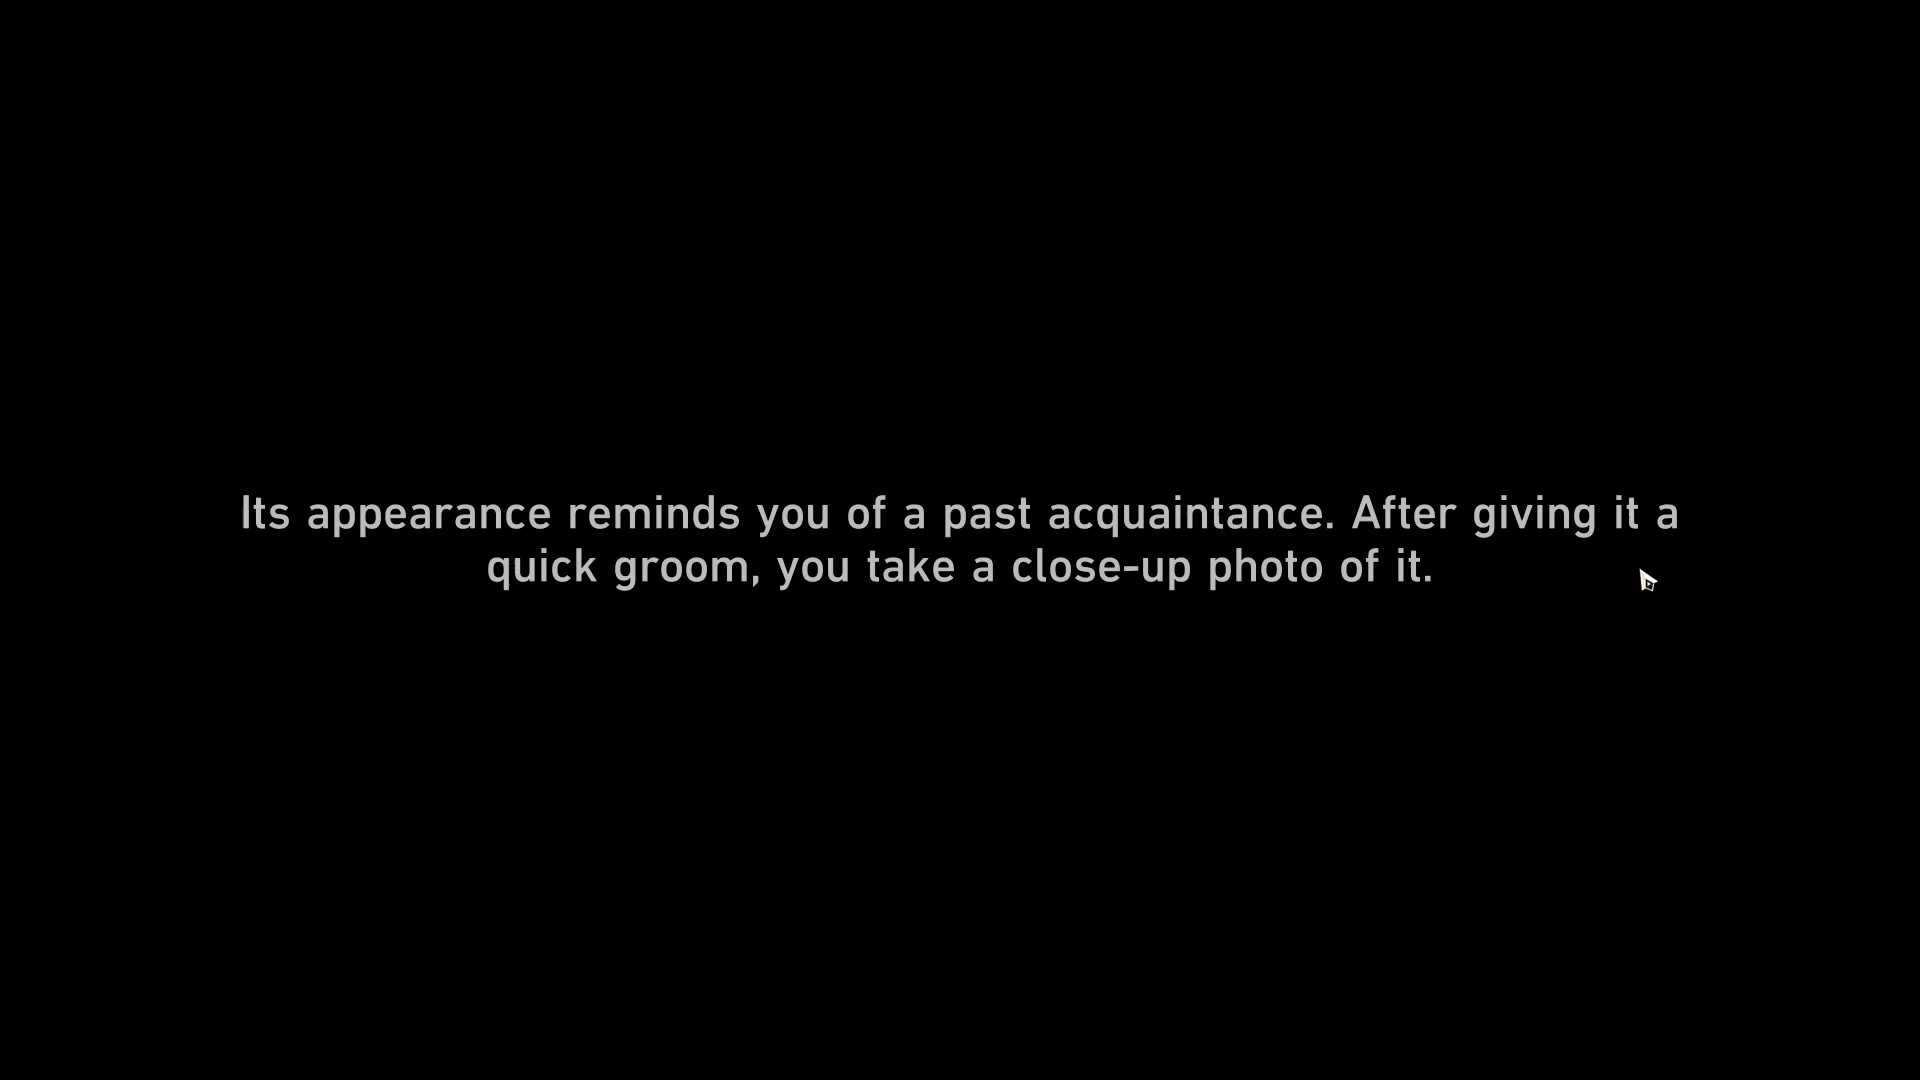 Its appearance reminds you of a past acquaintance. After giving it a
quick groom, you take a close-up photo of it.